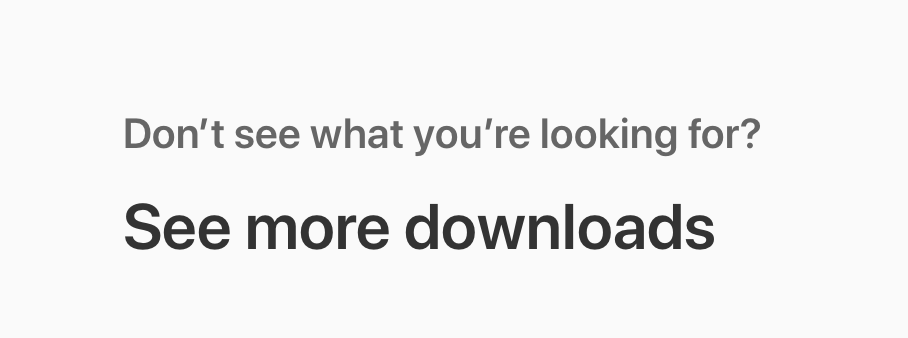 Don’t see what you’re looking for?
See more downloads